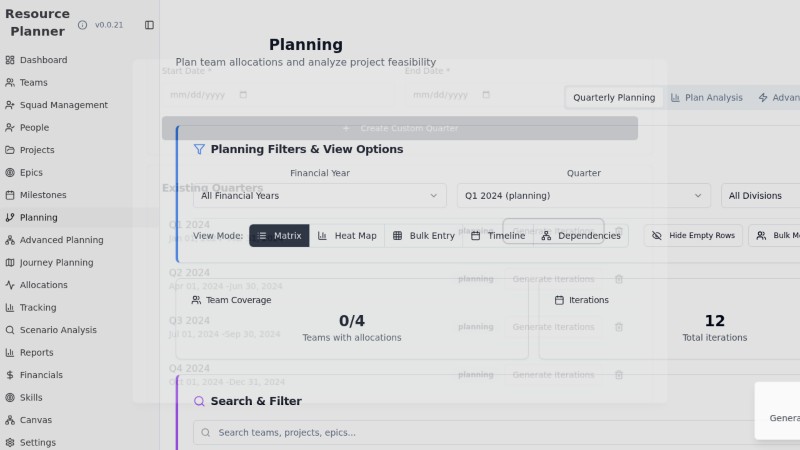 Resource
Planner
v0.0.21
Dashboard
Teams
Squad Management
People
Projects
Epics
Milestones
Planning
Advanced Planning
Journey Planning
Allocations
Tracking
Scenario Analysis
Reports
Financials
Skills
Canvas
Settings
Planning
Plan team allocations and analyze project feasibility
Start Date *
End Date *
mm/dd/yyyy
mm/dd/yyyy
Quarterly Planning
Plan Analysis
Advan
+ Create Custom Quarter
Planning Filters & View Options
Financial Year
Quarter
Existing Quarters
All Financial Years
Q1 2024 (planning)
All Divisions
Q1 2024
View Mode:
Matrix
Heat Map
Bulk Entry
Timeline
Dependencies
Hide Empty Rows
Bulk M
Q2 2024
Apr 01, 2024 -Jun 30, 2024
planning
Generate Iterations
Team Coverage
Iterations
Q3 2024
Jul 01, 2024 -Sep 30, 2024
planning
Generate Iterations
0/4
Teams with allocations
12
Total iterations
Q4 2024
Oct 01, 2024 -Dec 31, 2024
planning
Generate Iterations
Search & Filter
Search teams, projects, epics...
Genera